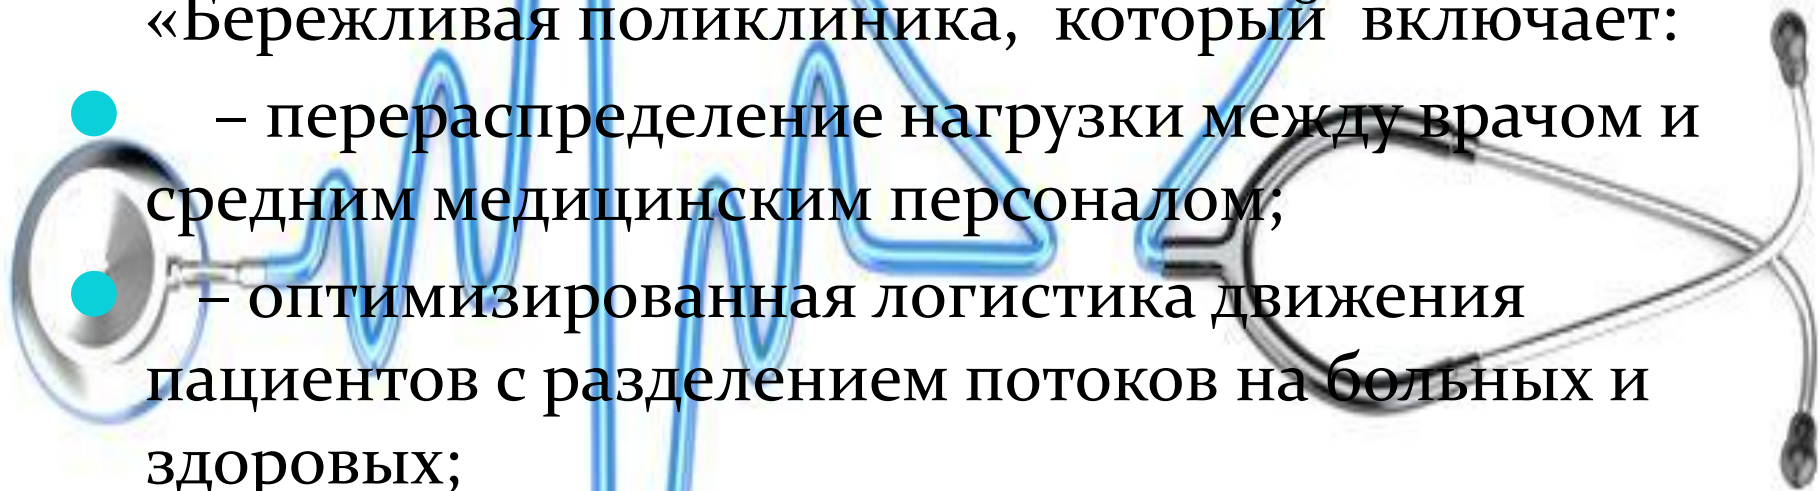 «Бережливая поликлиника, который включает:
– перераспределение нагрузки между врачом и
средним медицинским персоналом;
– оптимизированная логистика движения
пациентов с разделением потоков на больных и
здоровых;